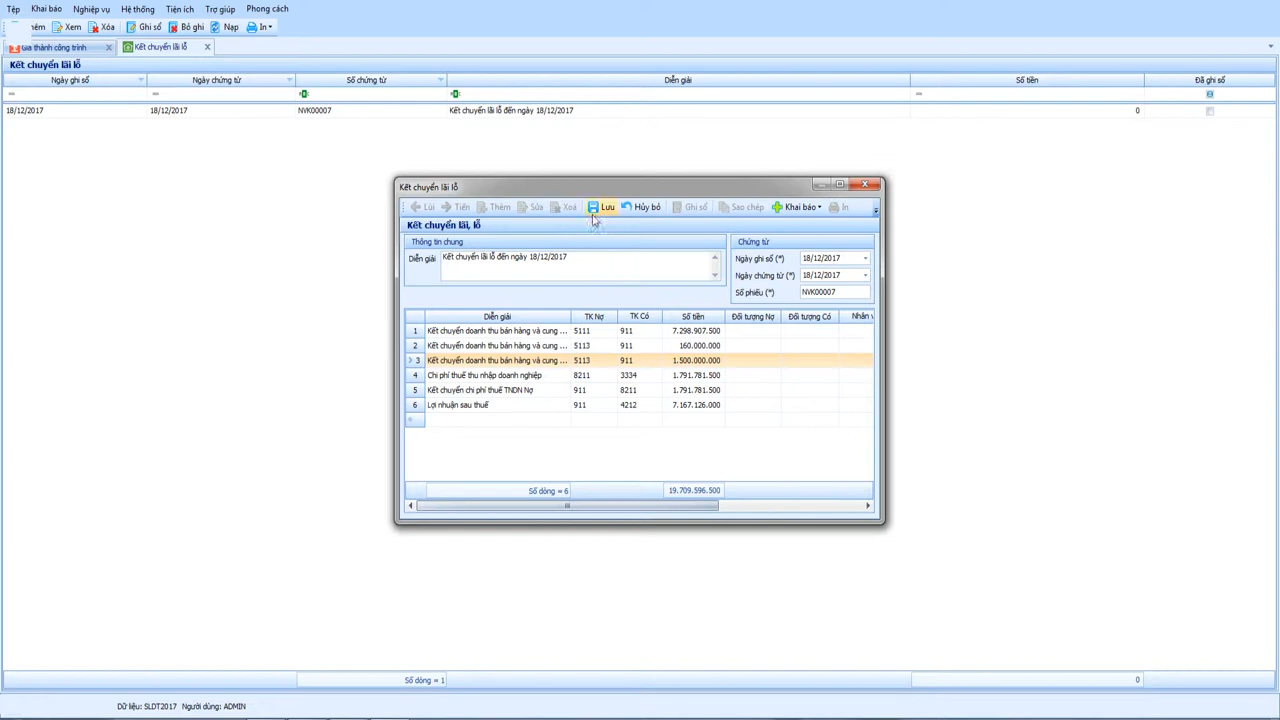 Tệp Khai báo Nghiệp vụ Hệ thống Tiện ích Trợ giúp Phong cách
Xem Xóa Ghi sổ Bỏ ghi Nạp In
Giá thành công trình Kết chuyển lãi lỗ
Kết chuyển lãi lỗ
Ngày ghi sổ Ngày chứng từ Số chứng từ Diễn giải Số tiền Đã ghi sổ
= = =
18/12/2017 18/12/2017 NVK00007 Kết chuyển lãi lỗ đến ngày 18/12/2017 0
Kết chuyển lãi lỗ
Lùi Tiến Thêm Sửa Xoá Lưu Hủy bỏ Ghi sổ Sao chép Khai báo In
Kết chuyển lãi, lỗ
Thông tin chung Chứng từ
Diễn giải Kết chuyển lãi lỗ đến ngày 18/12/2017 Ngày ghi sổ (*) 18/12/2017
Ngày chứng từ (*) 18/12/2017
Số phiếu (*) NVK00007
Diễn giải TK Nợ TK Có Số tiền Đối tượng Nợ Đối tượng Có Nhân v
1 Kết chuyển doanh thu bán hàng và cung ... 5111 911 7.298.907.500
2 Kết chuyển doanh thu bán hàng và cung ... 5113 911 160.000.000
3 Kết chuyển doanh thu bán hàng và cung ... 5113 911 1.500.000.000
4 Chi phí thuế thu nhập doanh nghiệp 8211 3334 1.791.781.500
5 Kết chuyển chi phí thuế TNDN Nợ 911 8211 1.791.781.500
6 Lợi nhuận sau thuế 911 4212 7.167.126.000
Số dòng = 6 19.709.596.500
Số dòng = 1 0
Dữ liệu: SLDT2017 Người dùng: ADMIN